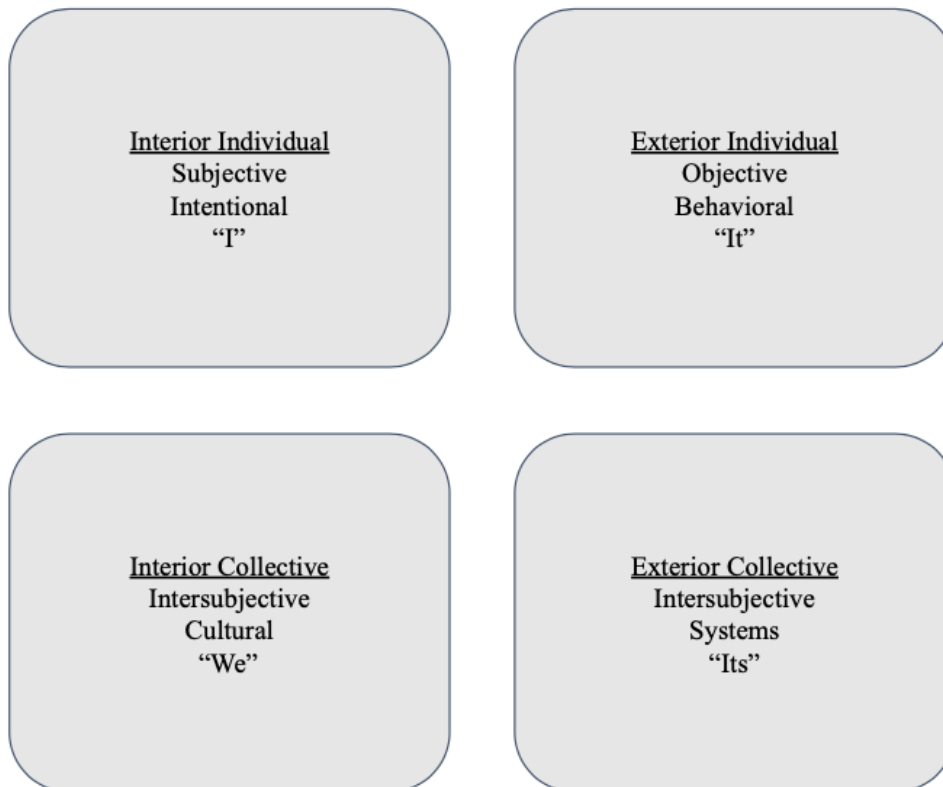 Interior Individual
Subjective
Intentional
“I”
Exterior Individual
Objective
Behavioral
“It”
Interior Collective
Intersubjective
Cultural
“We”
Exterior Collective
Intersubjective
Systems
“Its”